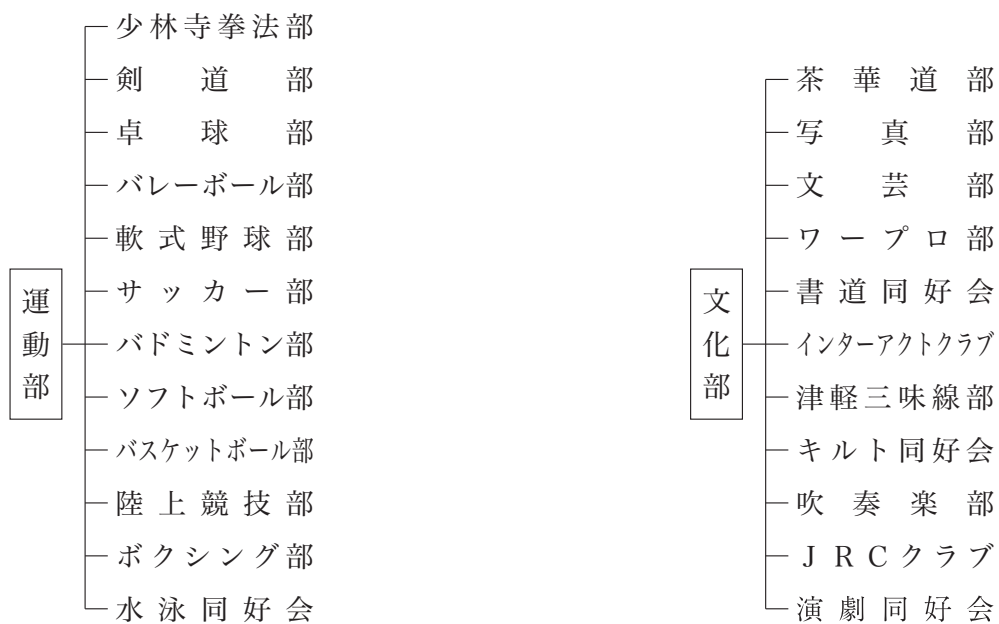 運動部
少林寺拳法部
剣道部
卓球部
バレーボール部
軟式野球部
サッカー部
バドミントン部
ソフトボール部
バスケットボール部
陸上競技部
ボクシング部
水泳同好会
文化部
茶華道部
写真部
文芸部
ワープロ部
書道同好会
インターアクトクラブ
津軽三味線部
キルト同好会
吹奏楽部
JRCクラブ
演劇同好会